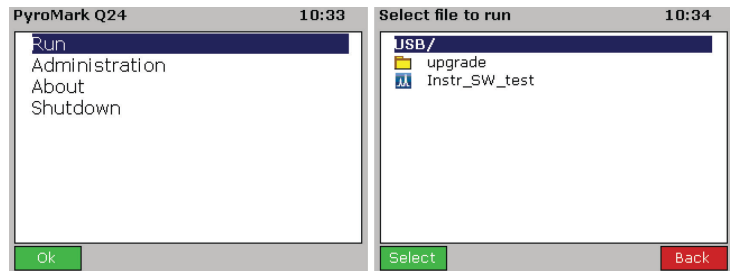 PyroMark Q24 10:33
Run
Administration
About
Shutdown
Ok
Select file to run 10:34
USB/
upgrade
Instr_SW_test
Select Back